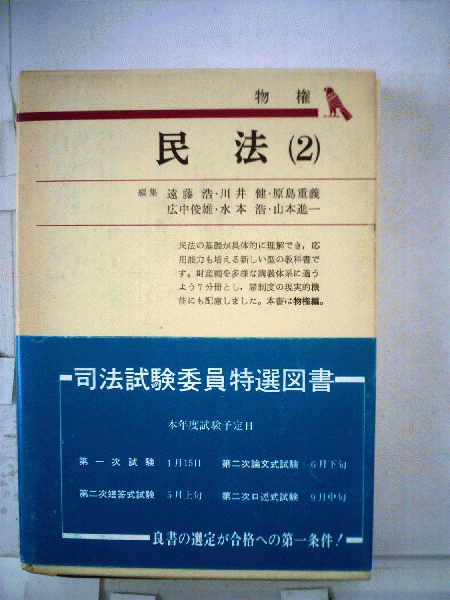 物権
民法(2)
編集 遠藤浩・川井健・原島重義
広中俊雄・水本浩・山本進一
民法の基礎が具体的に理解でき，応
用能力も培える新しい型の教科書で
す。財産編を多様な講義体系に適う
よう7分冊とし，諸制度の現実的機
能にも配慮しました。本書は物権編。
司法試験委員特選図書
本年度試験予定日
第一次試験 1月15日 第二次論文式試験 6月下旬
第二次短答式試験 5月上旬 第二次口述式試験 9月中旬
良書の選定が合格への第一条件！